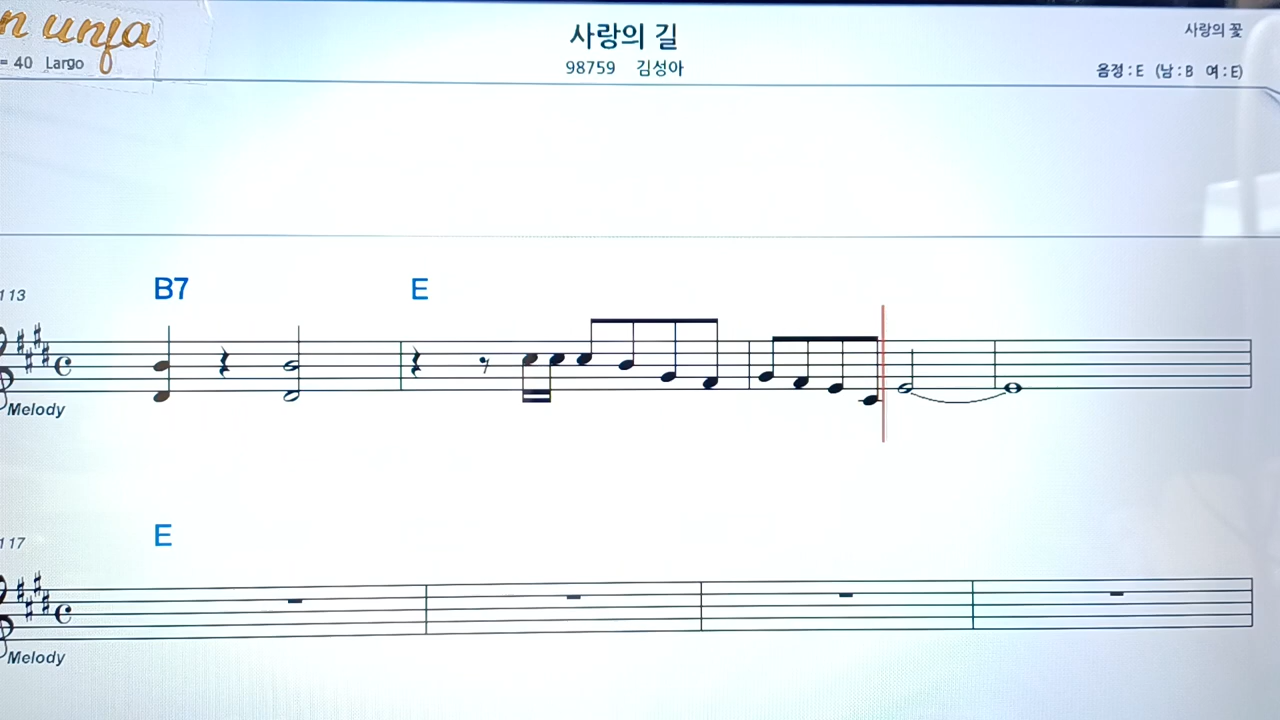 n unfa
= 40 Largo
사랑의 길
98759 김성아
사랑의 꽃
음정 : E (남 : B 여 : E)
113
B7 E
Melody
117
E
Melody